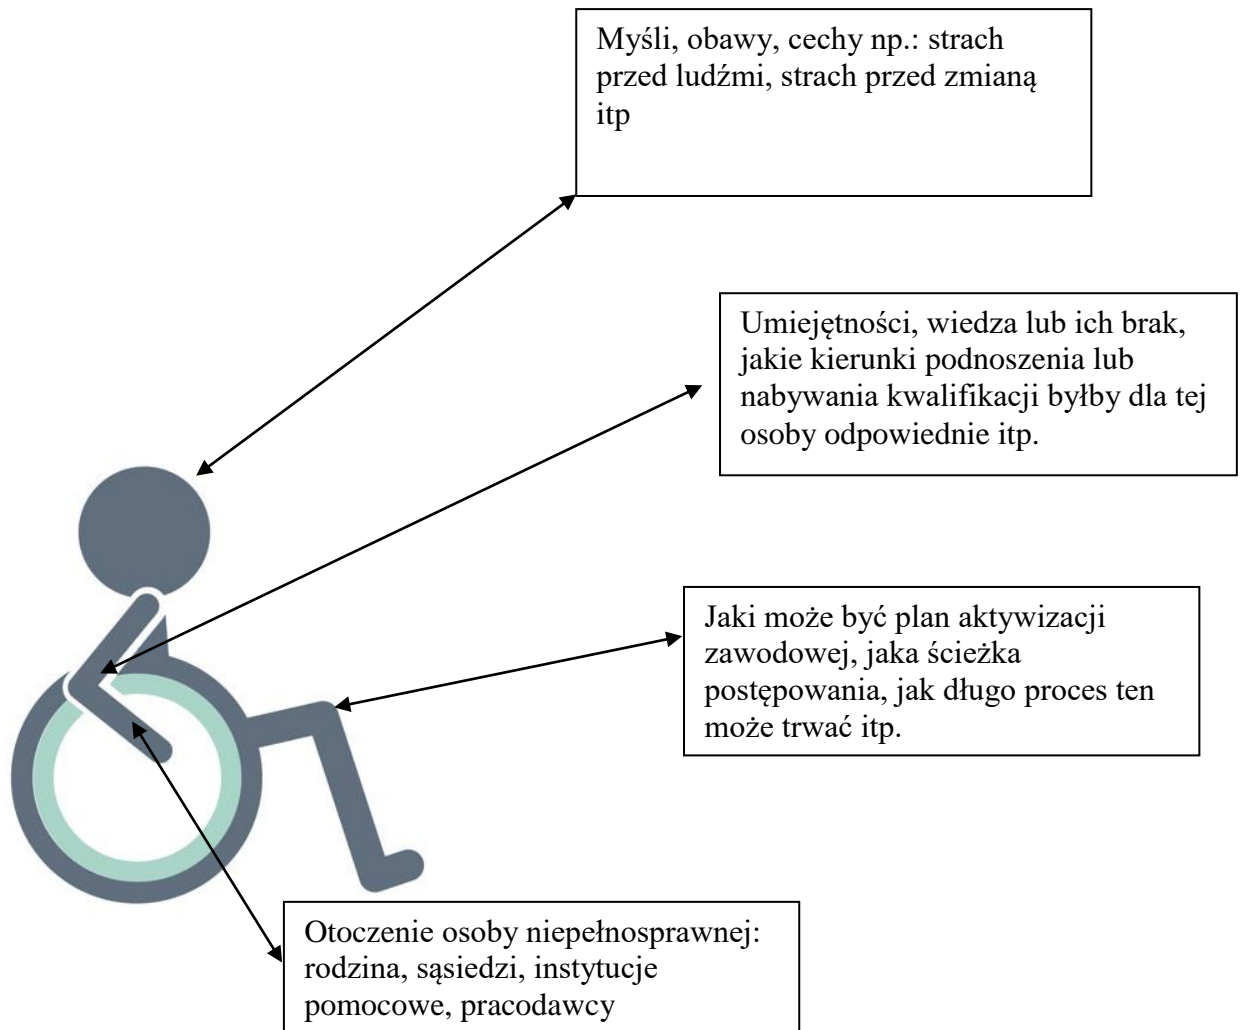 Myśli, obawy, cechy np.: strach
przed ludźmi, strach przed zmianą
itp
Umiejętności, wiedza lub ich brak,
jakie kierunki podnoszenia lub
nabywania kwalifikacji byłby dla tej
osoby odpowiednie itp.
Jaki może być plan aktywizacji
zawodowej, jaka ścieżka
postępowania, jak długo proces ten
może trwać itp.
Otoczenie osoby niepełnosprawnej:
rodzina, sąsiedzi, instytucje
pomocowe, pracodawcy